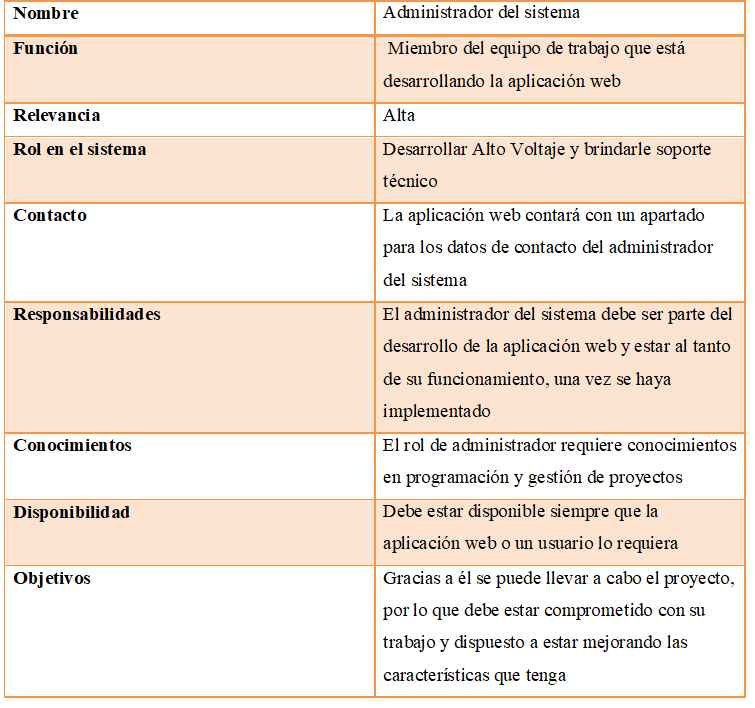 Nombre
Administrador del sistema
Función
Miembro del equipo de trabajo que está
desarrollando la aplicación web
Relevancia
Alta
Rol en el sistema
Desarrollar Alto Voltaje y brindarle soporte
técnico
Contacto
La aplicación web contará con un apartado
para los datos de contacto del administrador
del sistema
Responsabilidades
El administrador del sistema debe ser parte del
desarrollo de la aplicación web y estar al tanto
de su funcionamiento, una vez se haya
implementado
Conocimientos
El rol de administrador requiere conocimientos
en programación y gestión de proyectos
Disponibilidad
Debe estar disponible siempre que la
aplicación web o un usuario lo requiera
Objetivos
Gracias a él se puede llevar a cabo el proyecto,
por lo que debe estar comprometido con su
trabajo y dispuesto a estar mejorando las
características que tenga